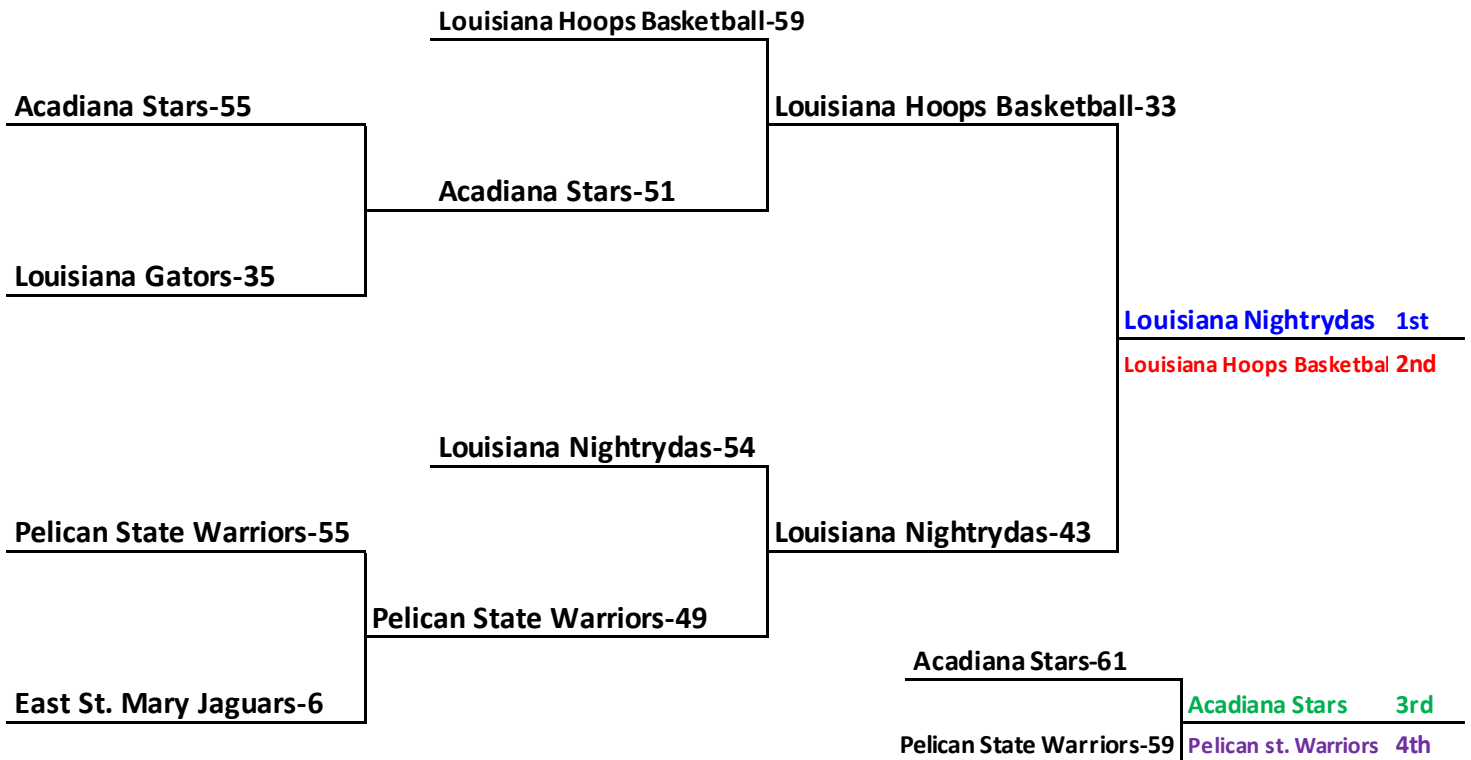 Louisiana Hoops Basketball-59
Acadiana Stars-55
Louisiana Hoops Basketball-33
Acadiana Stars-51
Louisiana Gators-35
Louisiana Nightrydas 1st
Louisiana Hoops Basketbal 2nd
Louisiana Nightrydas-54
Pelican State Warriors-55
Louisiana Nightrydas-43
Pelican State Warriors-49
Acadiana Stars-61
East St. Mary Jaguars-6
Acadiana Stars 3rd
Pelican State Warriors-59
Pelican st. Warriors 4th